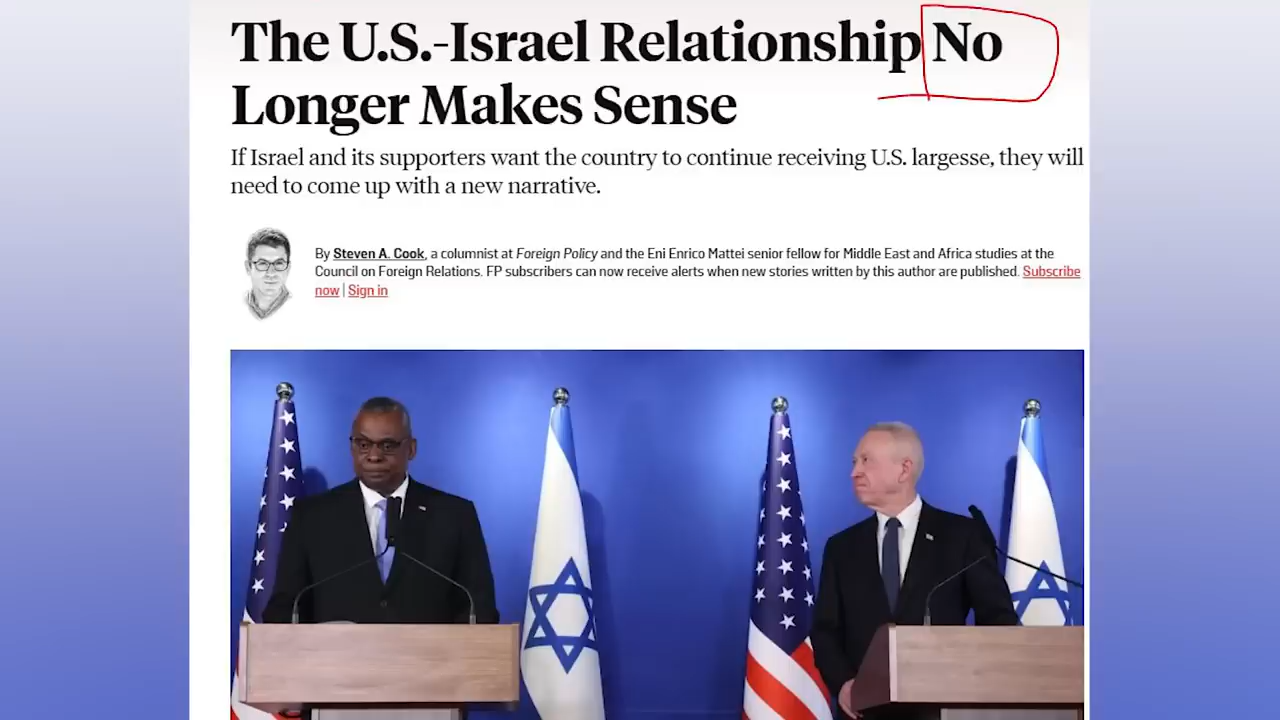 The U.S.-Israel Relationship No
Longer Makes Sense
If Israel and its supporters want the country to continue receiving U.S. largesse, they will
need to come up with a new narrative.
By Steven A. Cook, a columnist at Foreign Policy and the Eni Enrico Mattei senior fellow for Middle East and Africa studies at the
Council on Foreign Relations. FP subscribers can now receive alerts when new stories written by this author are published. Subscribe
now | Sign in